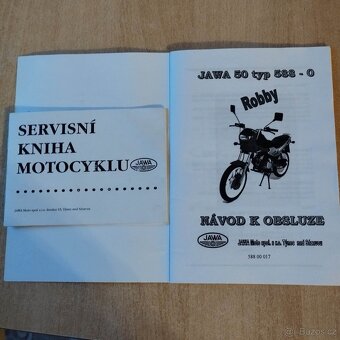 SERVISNÍ
KNIHA
MOTOCYKLU
JAWA
JAWA 50 typ 588 - 0
Robby
NÁVOD K OBSLUZE
JAWA
JAWA Moto spol. s r.o. Týnec nad Sázavou
588 00 017